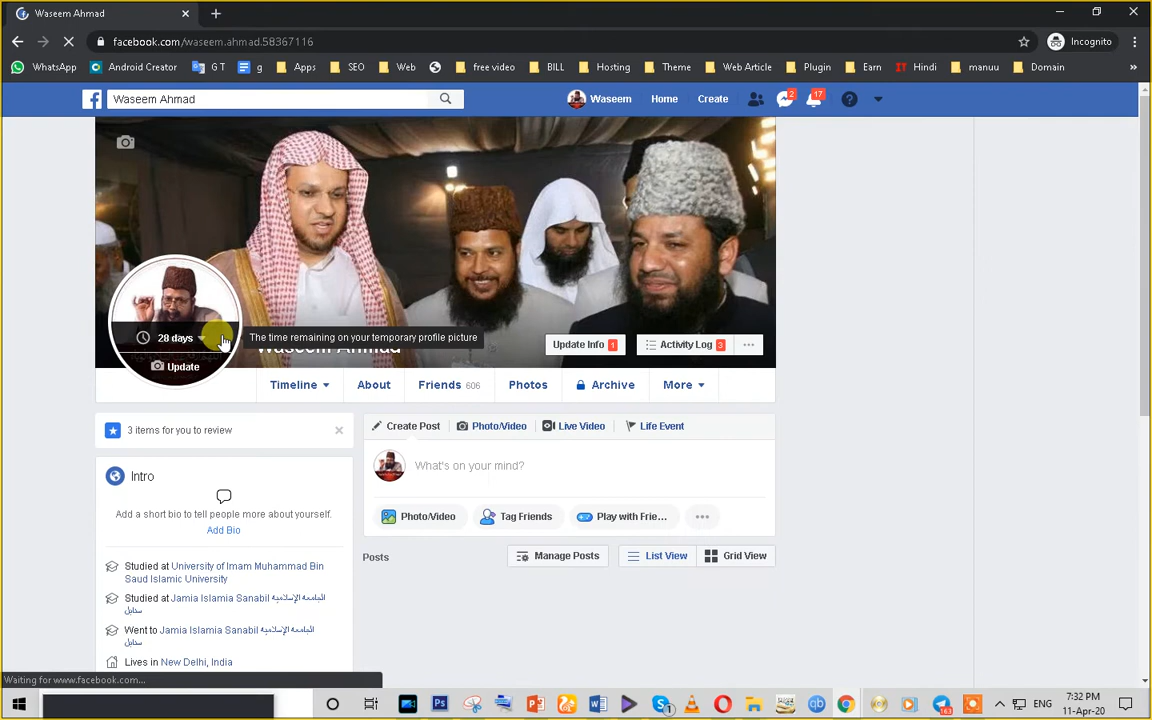 Waseem Ahmad
facebook.com/waseem.ahmad.58367116
Incognito
WhatsApp Android Creator G T g Apps SEO Web free video BILL Hosting Theme Web Article Plugin Earn IT Hindi manuu Domain »
Waseem Ahmad
Waseem Home Create 2 17
28 days
The time remaining on your temporary profile picture
Update Info 1 Activity Log 3
Update
Timeline About Friends 606 Photos Archive More
3 items for you to review
Create Post Photo/Video Live Video Life Event
Intro
What's on your mind?
Add a short bio to tell people more about yourself.
Add Bio
Photo/Video Tag Friends Play with Frie...
Posts Manage Posts List View Grid View
Studied at University of Imam Muhammad Bin
Saud Islamic University
Studied at Jamia Islamia Sanabil الجامعة الإسلامية
سنابل
Went to Jamia Islamia Sanabil الجامعة الإسلامية
سنابل
Lives in New Delhi, India
Waiting for www.facebook.com...
1 163 ENG 7:32 PM
11-Apr-20